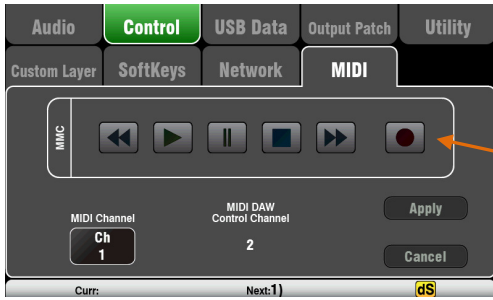 Audio Control USB Data Output Patch Utility
Custom Layer SoftKeys Network MIDI
MMC
MIDI Channel
Ch
1
MIDI DAW
Control Channel
2
Apply
Cancel
Curr: Next:1) dS